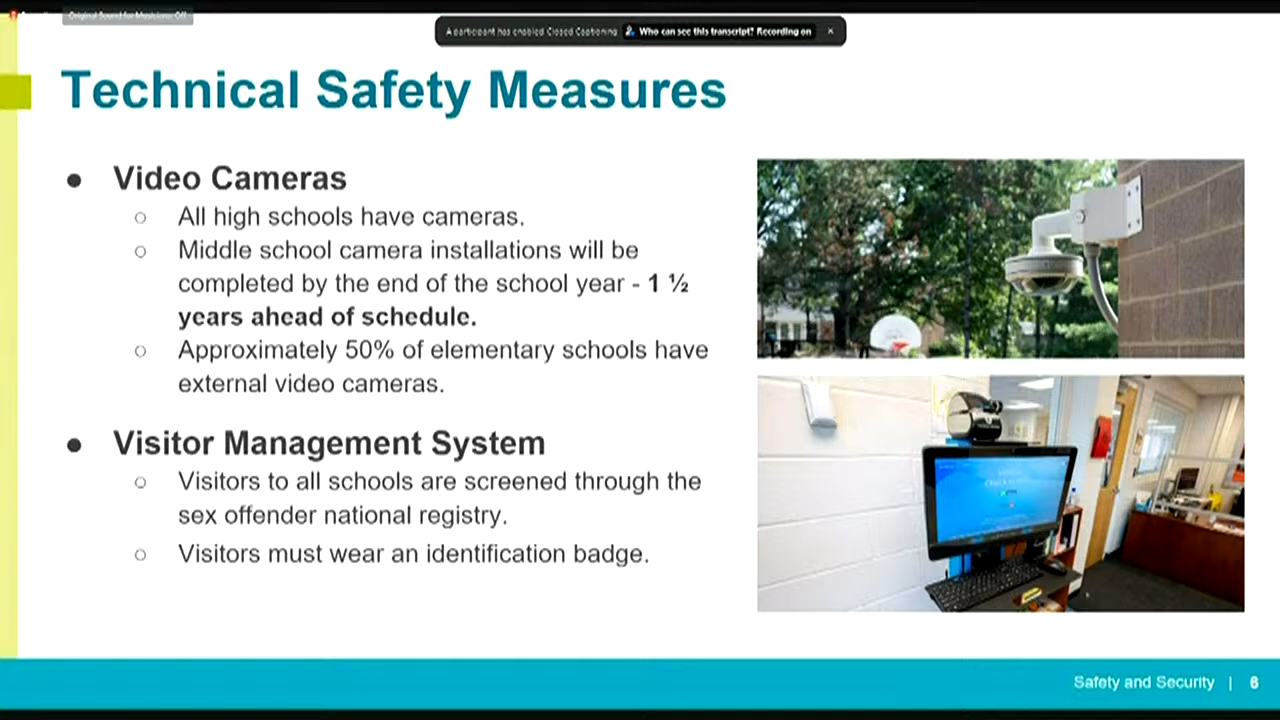 Original Sound for Musicians: Off
A participant has enabled Closed Captioning Who can see this transcript? Recording on ×
Technical Safety Measures
● Video Cameras
○ All high schools have cameras.
○ Middle school camera installations will be
completed by the end of the school year - 1 ½
years ahead of schedule.
○ Approximately 50% of elementary schools have
external video cameras.
● Visitor Management System
○ Visitors to all schools are screened through the
sex offender national registry.
○ Visitors must wear an identification badge.
Safety and Security | 6